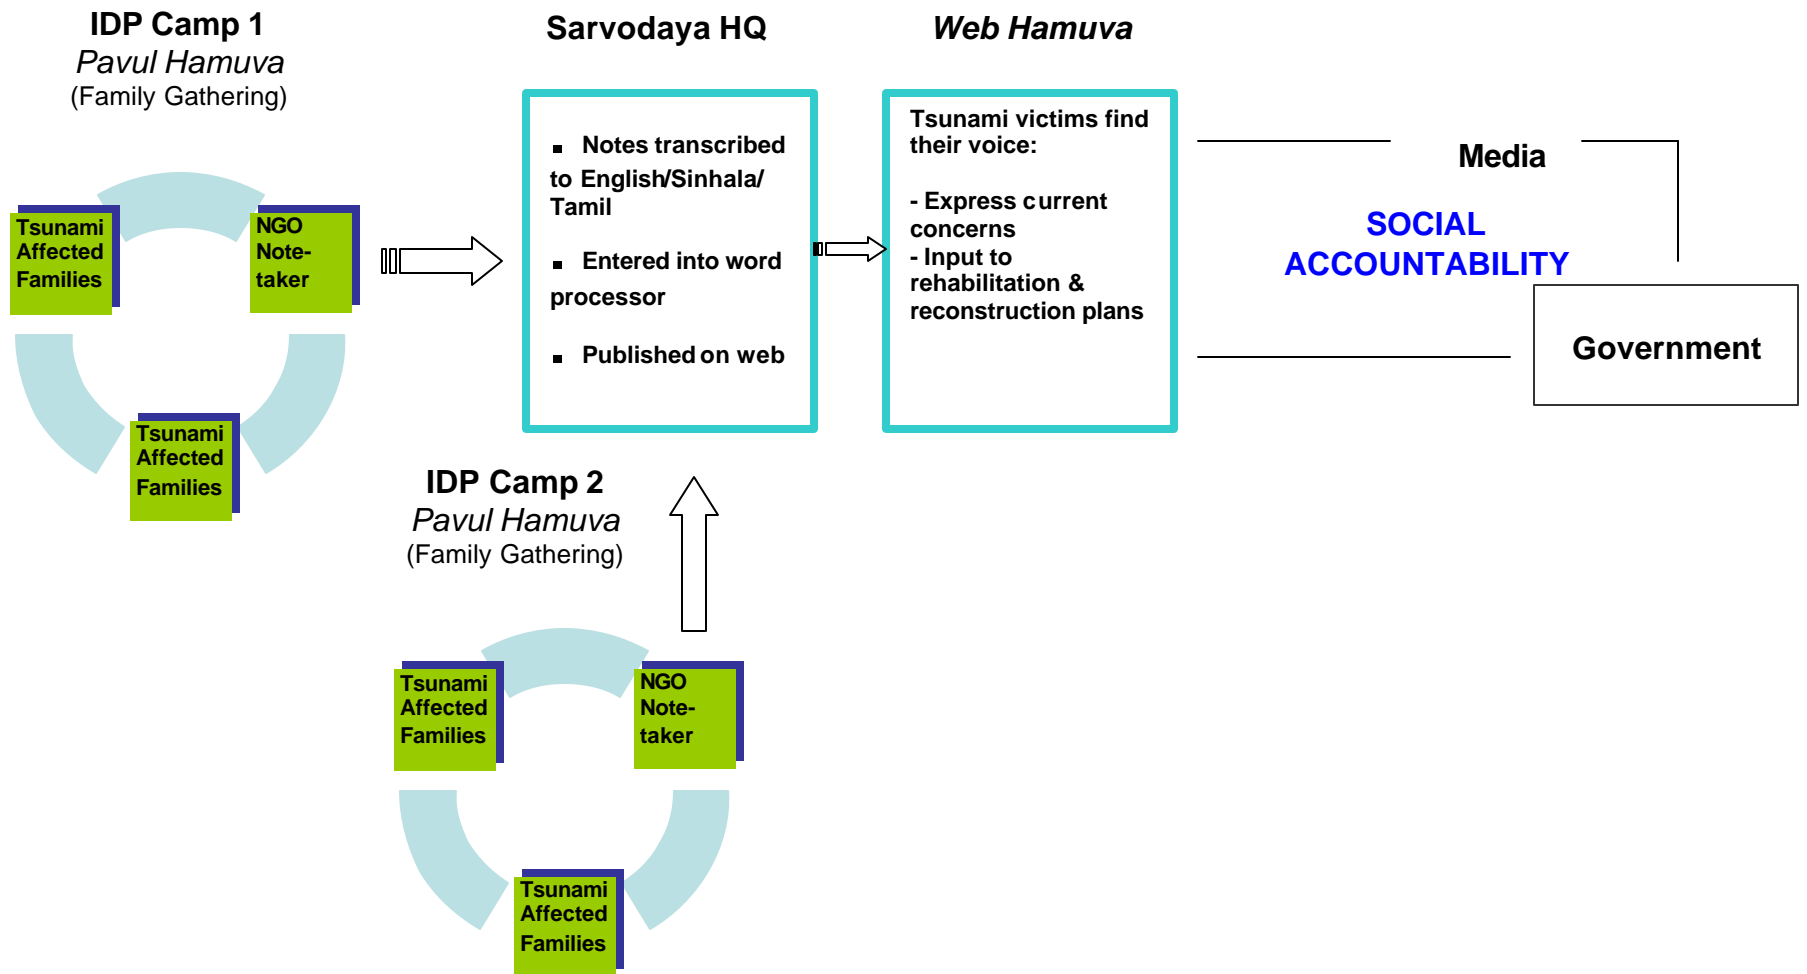 IDP Camp 1
Pavul Hamuva
(Family Gathering)
Tsunami
Affected
Families
NGO
Note-
taker
Tsunami
Affected
Families
Sarvodaya HQ
▪ Notes transcribed
to English/Sinhala/
Tamil
▪ Entered into word
processor
▪ Published on web
Web Hamuva
Tsunami victims find
their voice:
- Express current
concerns
- Input to
rehabilitation &
reconstruction plans
Media
SOCIAL
ACCOUNTABILITY
Government
IDP Camp 2
Pavul Hamuva
(Family Gathering)
Tsunami
Affected
Families
NGO
Note-
taker
Tsunami
Affected
Families